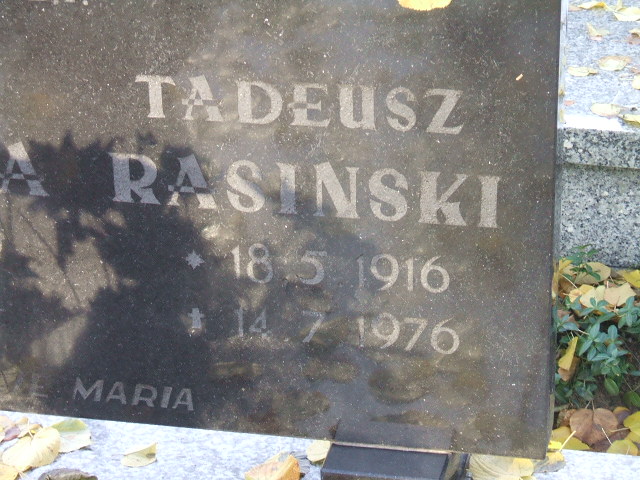 TADEUSZ
A RASINSKI
* 18 5 1916
† 14 7 1976
MARIA